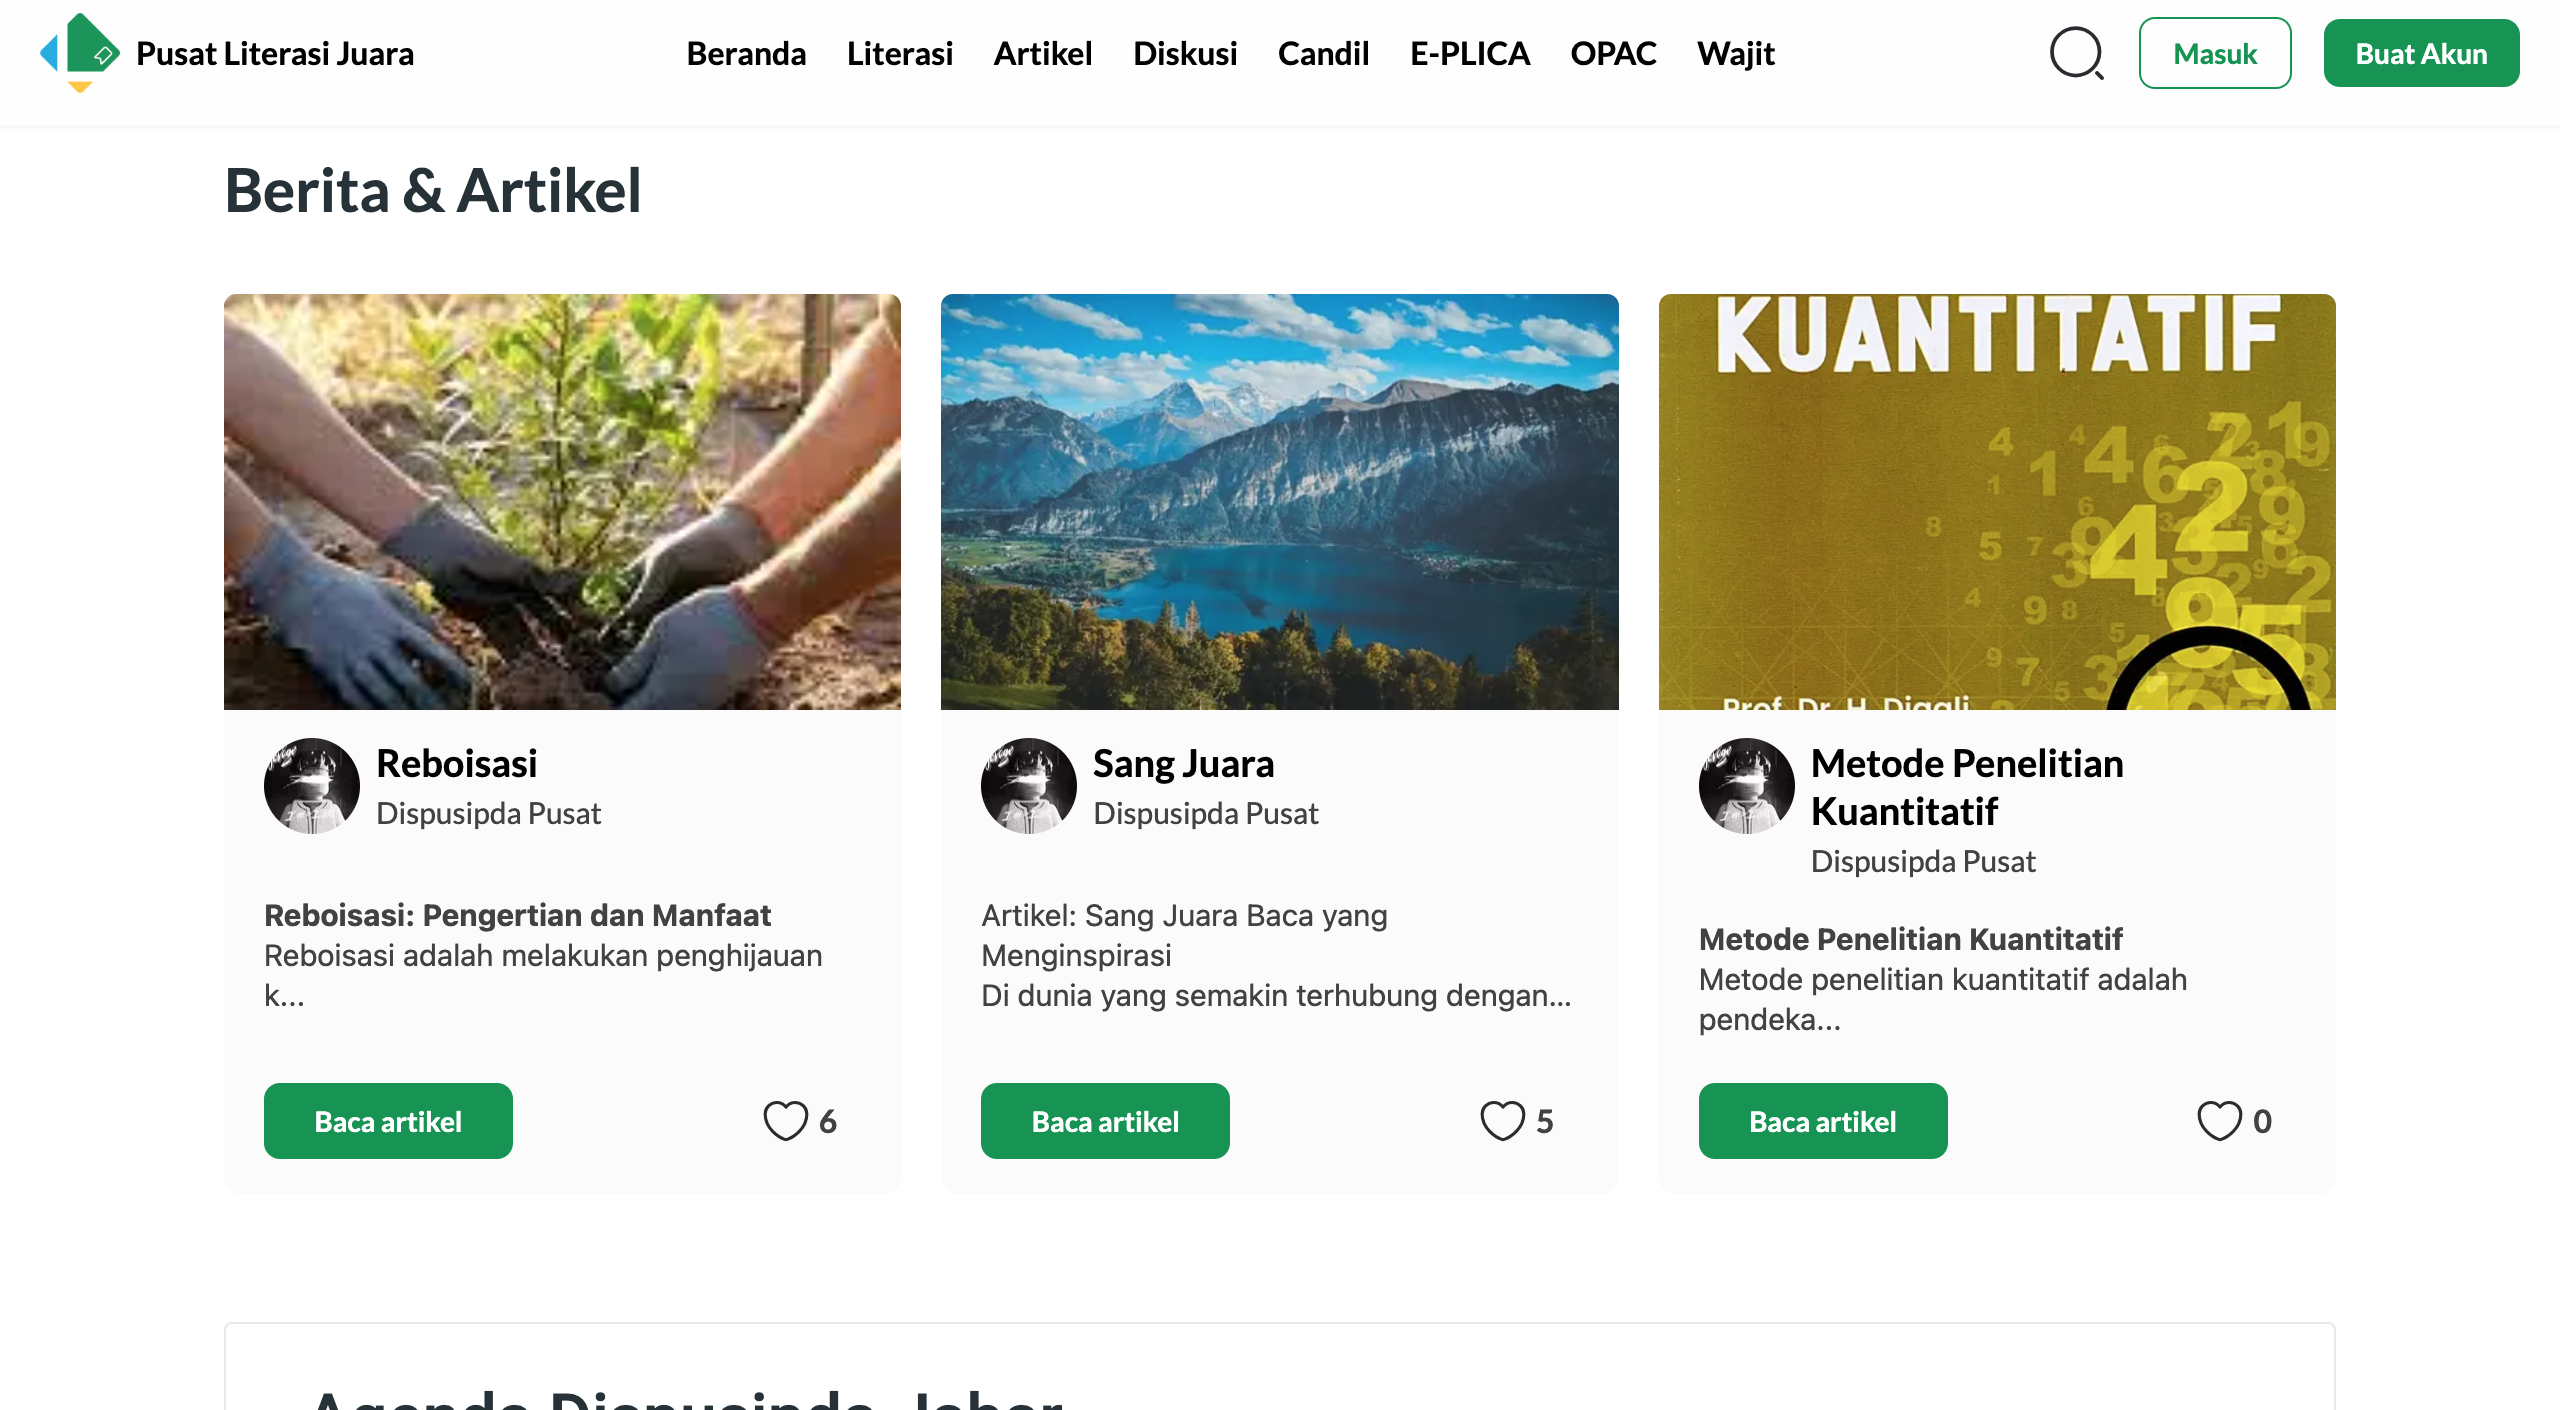 Pusat Literasi Juara
Beranda Literasi Artikel Diskusi Candil E-PLICA OPAC Wajit
Masuk
Buat Akun
Berita & Artikel
KUANTITATIF
Prof. Dr. H. Djaali
Reboisasi
Dispusipda Pusat
Reboisasi: Pengertian dan Manfaat
Reboisasi adalah melakukan penghijauan
k...
Baca artikel
6
Sang Juara
Dispusipda Pusat
Artikel: Sang Juara Baca yang
Menginspirasi
Di dunia yang semakin terhubung dengan...
Baca artikel
5
Metode Penelitian
Kuantitatif
Dispusipda Pusat
Metode Penelitian Kuantitatif
Metode penelitian kuantitatif adalah
pendeka...
Baca artikel
0
Agenda Dispusipda Jabar